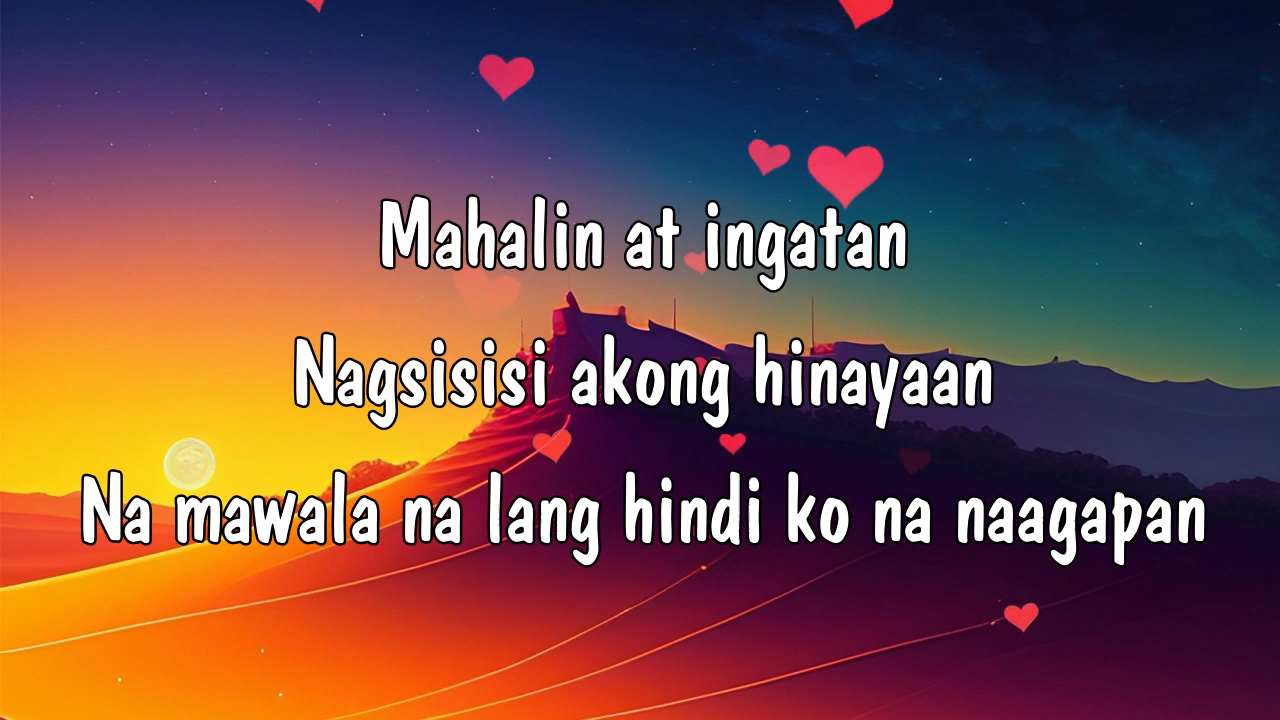 Mahalin at ingatan
Nagsisisi akong hinayaan
Na mawala na lang hindi ko na naagapan